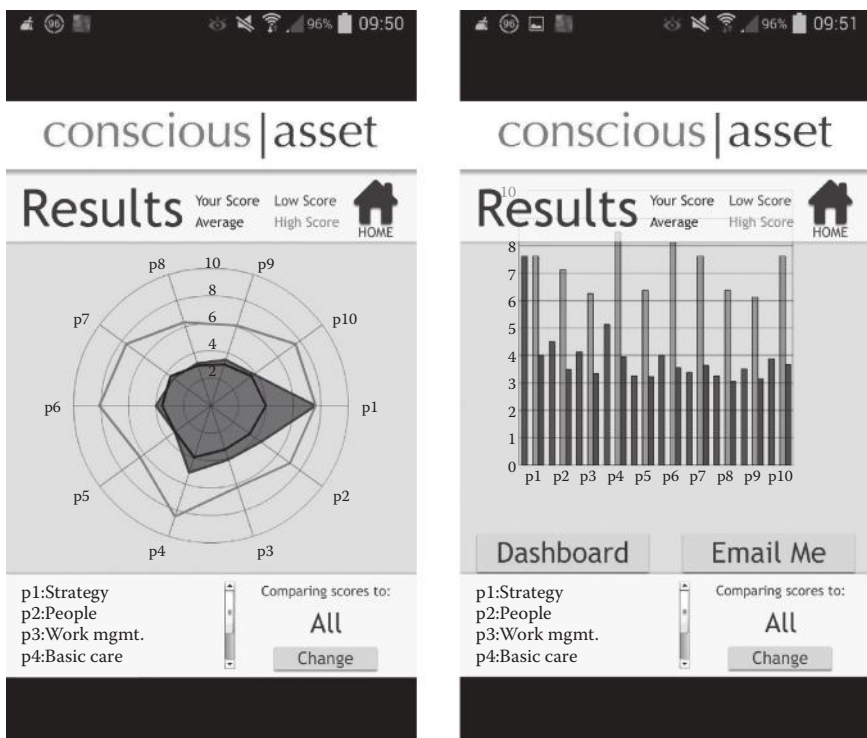 96 96% 09:50
conscious|asset
Results
Your Score Low Score
Average High Score
HOME
p8 10 p9
8
p7 6 p10
4
2
p6 p1
p5 p2
p4 p3
p1:Strategy
p2:People
p3:Work mgmt.
p4:Basic care
Comparing scores to:
All
Change
96 96% 09:51
conscious|asset
10
Results
Your Score Low Score
Average High Score
HOME
8
7
6
5
4
3
2
1
0
p1 p2 p3 p4 p5 p6 p7 p8 p9 p10
Dashboard Email Me
p1:Strategy
p2:People
p3:Work mgmt.
p4:Basic care
Comparing scores to:
All
Change